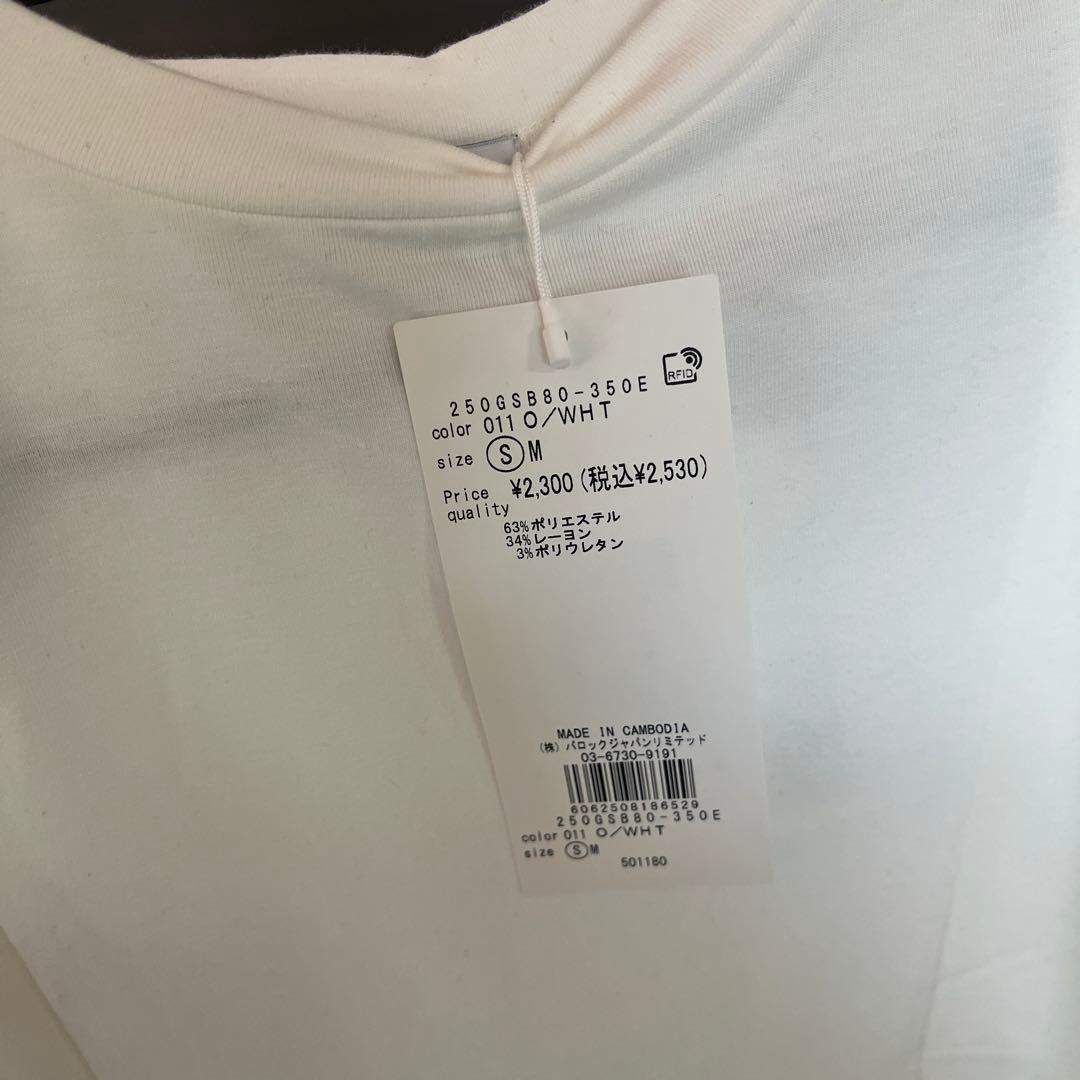 RFID
250GSB80-350E
color 011 O/WHT
size S M
Price ¥2,300(税込¥2,530)
quality
63%ポリエステル
34%レーヨン
3%ポリウレタン
MADE IN CAMBODIA
(株)バロックジャパンリミテッド
03-6730-9191
6062508186529
250GSB80-350E
color 011 O/WHT
size S M
501180